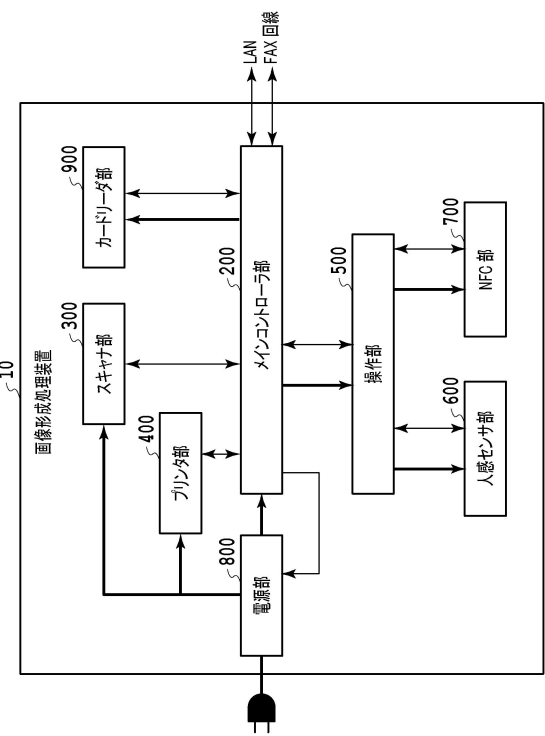 10
画像形成処理装置
LAN
FAX 回線
900
カードリーダ部
300
スキャナ部
400
プリンタ部
200
メインコントローラ部
800
電源部
500
操作部
700
NFC 部
600
人感センサ部